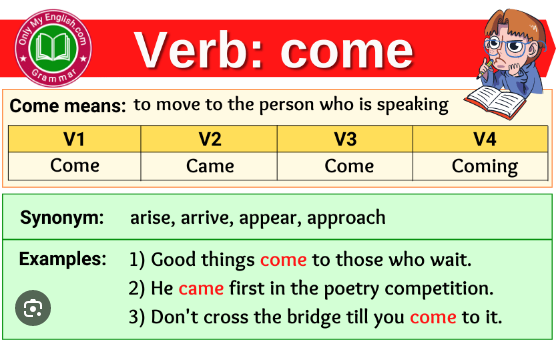 Only My English.com
Grammar
Verb: come
Come means: to move to the person who is speaking
V1 V2 V3 V4
Come Came Come Coming
Synonym: arise, arrive, appear, approach
Examples: 1) Good things come to those who wait.
2) He came first in the poetry competition.
3) Don't cross the bridge till you come to it.